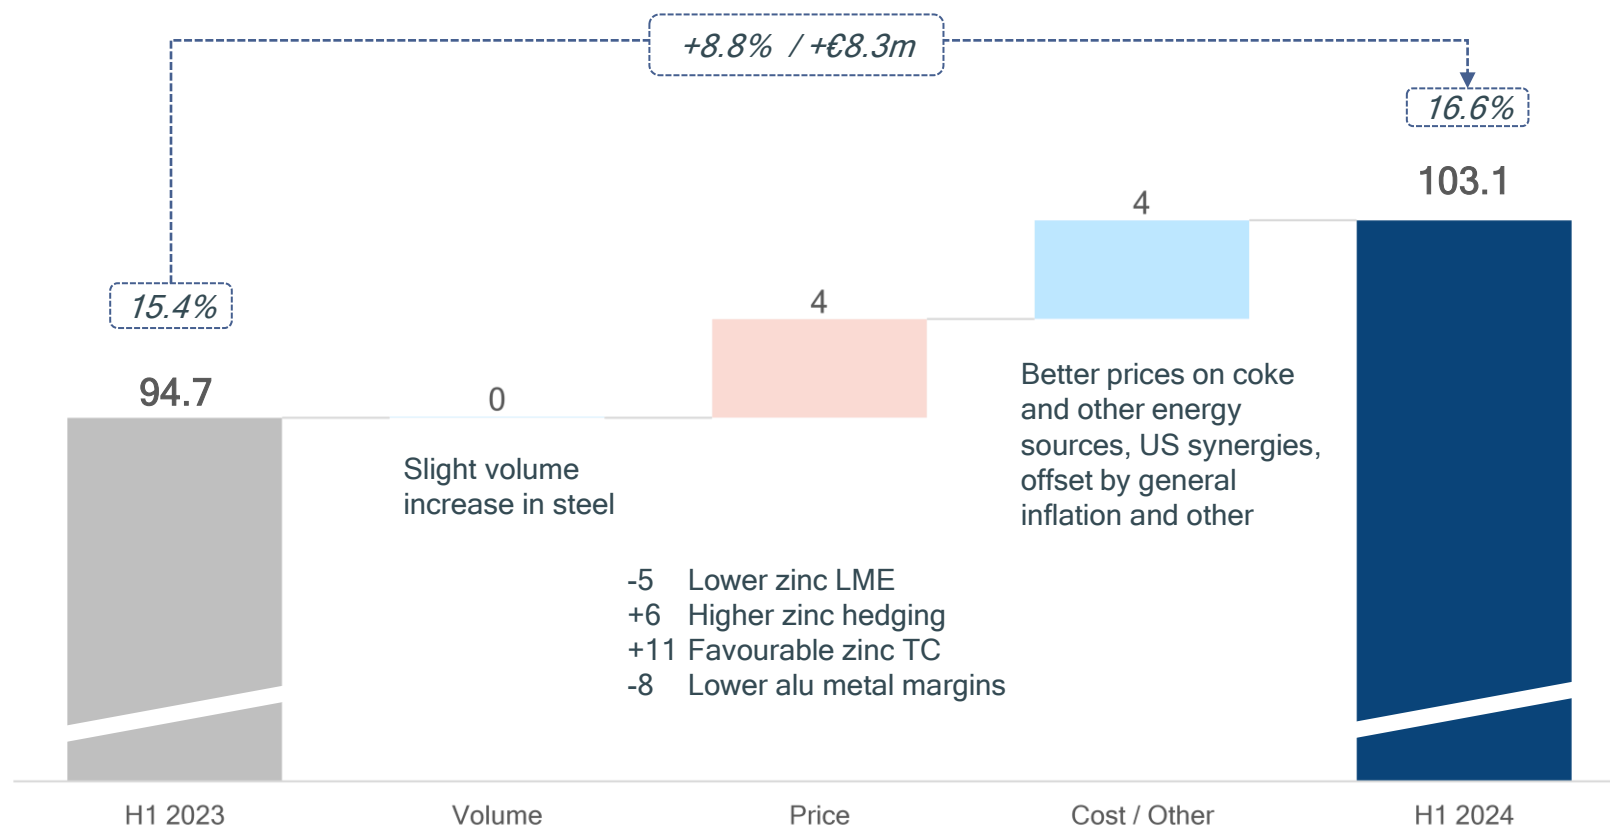 +8.8% / +€8.3m
16.6%
103.1
4
4
15.4%
94.7
0
Better prices on coke
and other energy
sources, US synergies,
offset by general
inflation and other
Slight volume
increase in steel
-5 Lower zinc LME
+6 Higher zinc hedging
+11 Favourable zinc TC
-8 Lower alu metal margins
H1 2023 Volume Price Cost / Other H1 2024